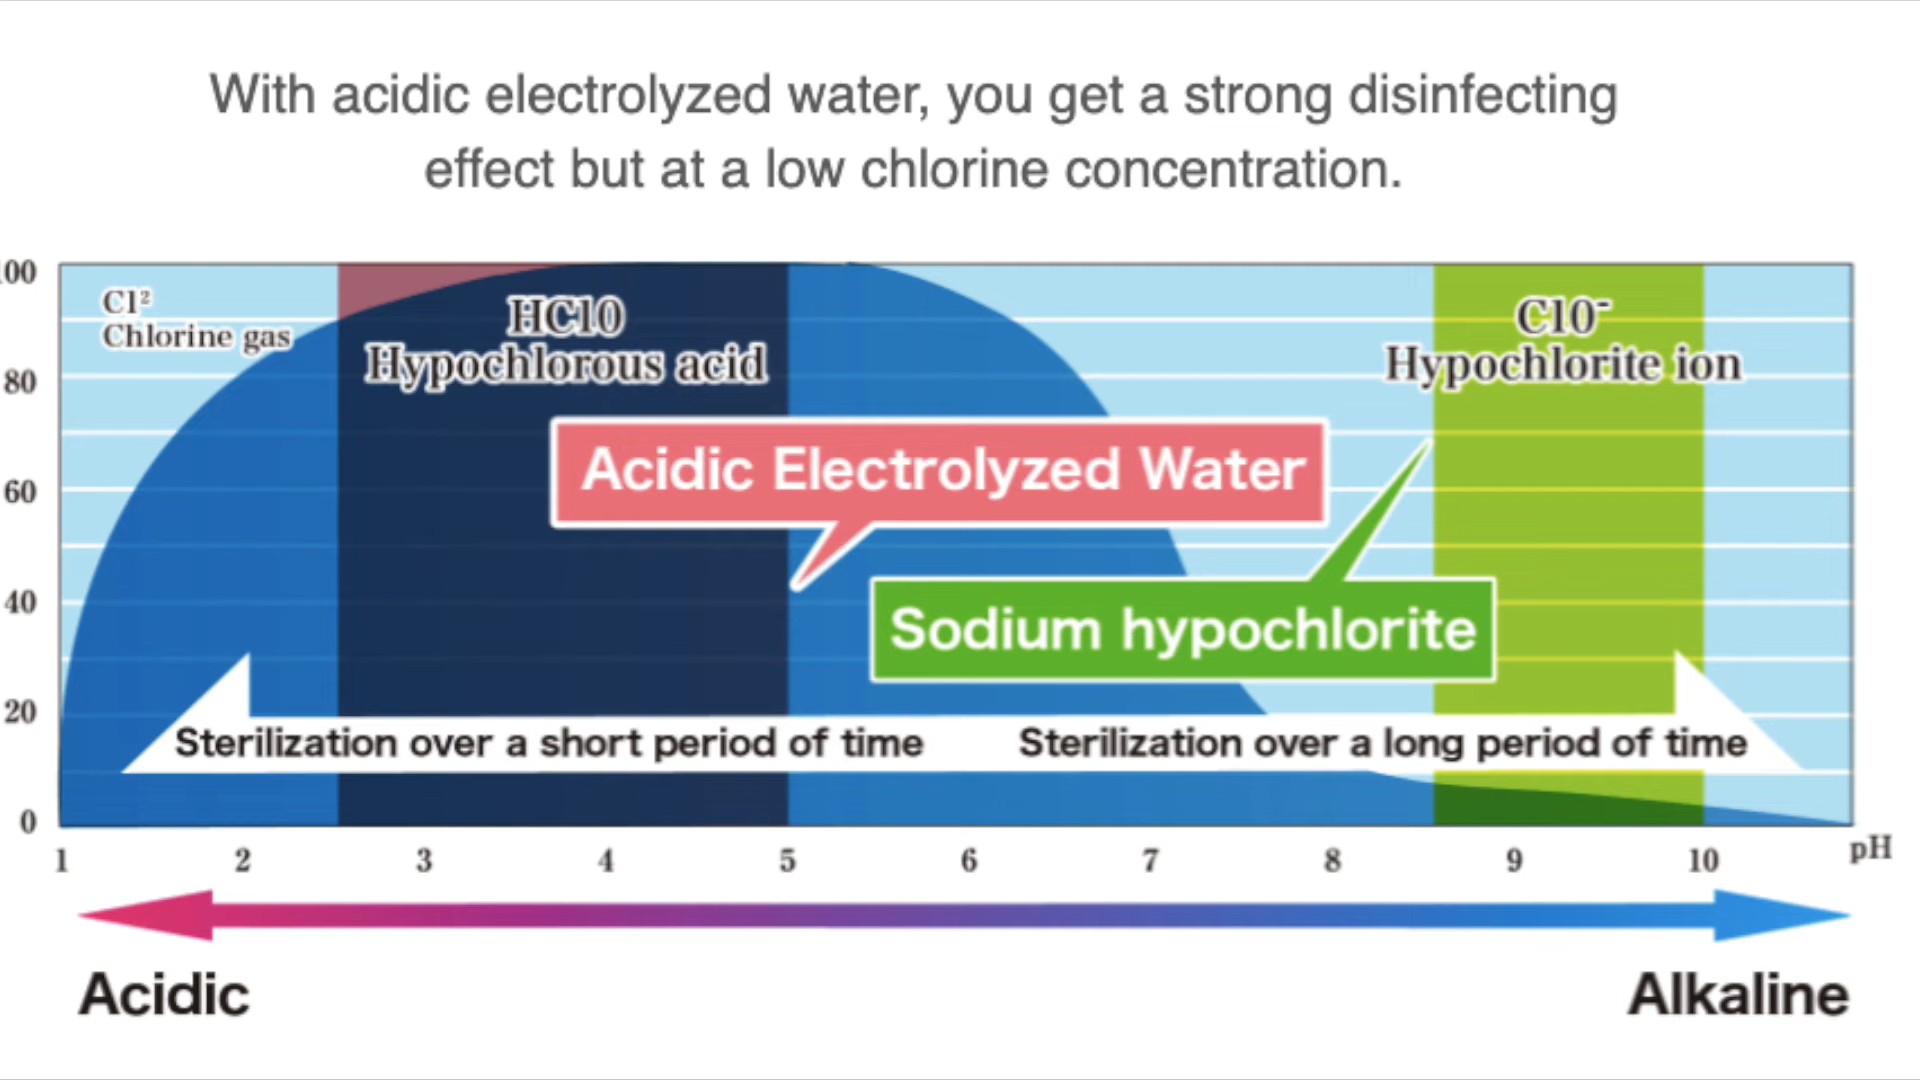 With acidic electrolyzed water, you get a strong disinfecting
effect but at a low chlorine concentration.
00
80
60
40
20
0
Cl²
Chlorine gas
HClO
Hypochlorous acid
ClO⁻
Hypochlorite ion
Acidic Electrolyzed Water
Sodium hypochlorite
Sterilization over a short period of time
Sterilization over a long period of time
1 2 3 4 5 6 7 8 9 10 pH
Acidic
Alkaline